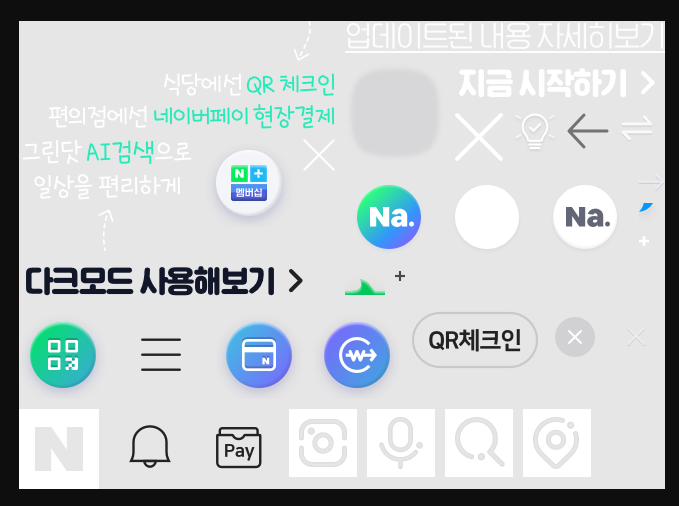 업데이트된 내용 자세히보기
식당에선 QR 체크인
편의점에선 네이버페이 현장결제
그린닷 AI검색으로
일상을 편리하게
지금 시작하기
N +
멤버십
Na.
Na.
다크모드 사용해보기
QR체크인
N
N
Pay